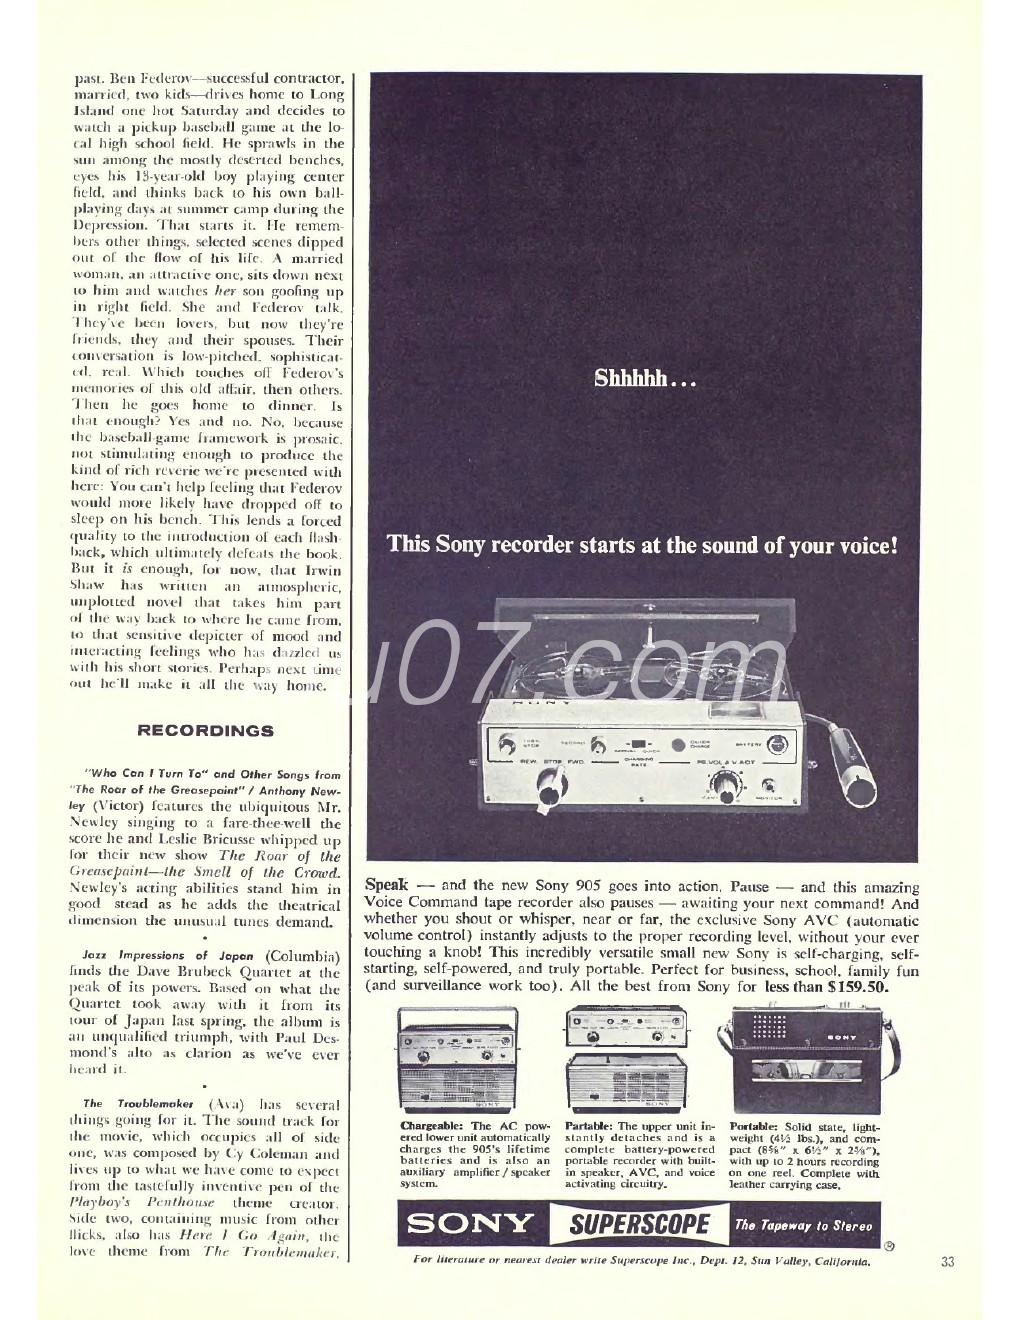 past. Ben Federov—successful contractor,
married, two kids—drives home to Long
Island one hot Saturday and decides to
watch a pickup baseball game at the lo-
cal high school field. He sprawls in the
sun among the mostly deserted benches,
eyes his 13-year-old boy playing center
field, and thinks back to his own ball-
playing days at summer camp during the
Depression. That starts it. He remem-
bers other things, selected scenes dipped
out of the flow of his life. A married
woman, an attractive one, sits down next
to him and watches her son goofing up
in right field. She and Federov talk.
They've been lovers, but now they're
friends, they and their spouses. Their
conversation is low-pitched, sophisticat-
ed, real. Which touches off Federov's
memories of this old affair, then others.
Then he goes home to dinner. Is
that enough? Yes and no. No, because
the baseball-game framework is prosaic,
not stimulating enough to produce the
kind of rich reverie we're presented with
here: You can't help feeling that Federov
would more likely have dropped off to
sleep on his bench. This lends a forced
quality to the introduction of each flash-
back, which ultimately defeats the book.
But it is enough, for now, that Irwin
Shaw has written an atmospheric,
unplotted novel that takes him part
of the way back to where he came from,
to that sensitive depicter of mood and
interacting feelings who has dazzled us
with his short stories. Perhaps next time
out he'll make it all the way home.
RECORDINGS
"Who Can I Turn To" and Other Songs from
"The Roar of the Greasepaint" / Anthony New-
ley (Victor) features the ubiquitous Mr.
Newley singing to a fare-thee-well the
score he and Leslie Bricusse whipped up
for their new show The Roar of the
Greasepaint—the Smell of the Crowd.
Newley's acting abilities stand him in
good stead as he adds the theatrical
dimension the unusual tunes demand.
•
Jazz Impressions of Japan (Columbia)
finds the Dave Brubeck Quartet at the
peak of its powers. Based on what the
Quartet took away with it from its
tour of Japan last spring, the album is
an unqualified triumph, with Paul Des-
mond's alto as clarion as we've ever
heard it.
•
The Troublemaker (Ava) has several
things going for it. The sound track for
the movie, which occupies all of side
one, was composed by Cy Coleman and
lives up to what we have come to expect
from the tastefully inventive pen of the
Playboy's Penthouse theme creator.
Side two, containing music from other
flicks, also has Here I Go Again, the
love theme from The Troublemaker,
Shhhhh...
This Sony recorder starts at the sound of your voice!
u07.com
SONY
RECORD
QUICK CHARGE
BATTERY
REW. STOP FWD.
CHARGING RATE
PB.VOL & V.ACT
MONITOR
Speak — and the new Sony 905 goes into action. Pause — and this amazing
Voice Command tape recorder also pauses — awaiting your next command! And
whether you shout or whisper, near or far, the exclusive Sony AVC (automatic
volume control) instantly adjusts to the proper recording level, without your ever
touching a knob! This incredibly versatile small new Sony is self-charging, self-
starting, self-powered, and truly portable. Perfect for business, school, family fun
(and surveillance work too). All the best from Sony for less than $159.50.
SONY
SONY
SONY
Chargeable: The AC pow-
ered lower unit automatically
charges the 905's lifetime
batteries and is also an
auxiliary amplifier / speaker
system.
Partable: The upper unit in-
stantly detaches and is a
complete battery-powered
portable recorder with built-
in speaker, AVC, and voice
activating circuitry.
Portable: Solid state, light-
weight (4½ lbs.), and com-
pact (8⅝" x 6½" x 2⅝"),
with up to 2 hours recording
on one reel. Complete with
leather carrying case.
SONY SUPERSCOPE The Tapeway to Stereo
®
For literature or nearest dealer write Superscope Inc., Dept. 12, Sun Valley, California.
33